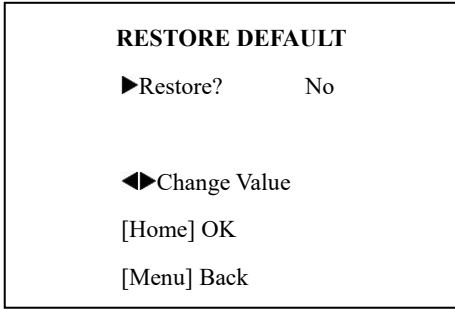 RESTORE DEFAULT
▶Restore? No
◀▶Change Value
[Home] OK
[Menu] Back